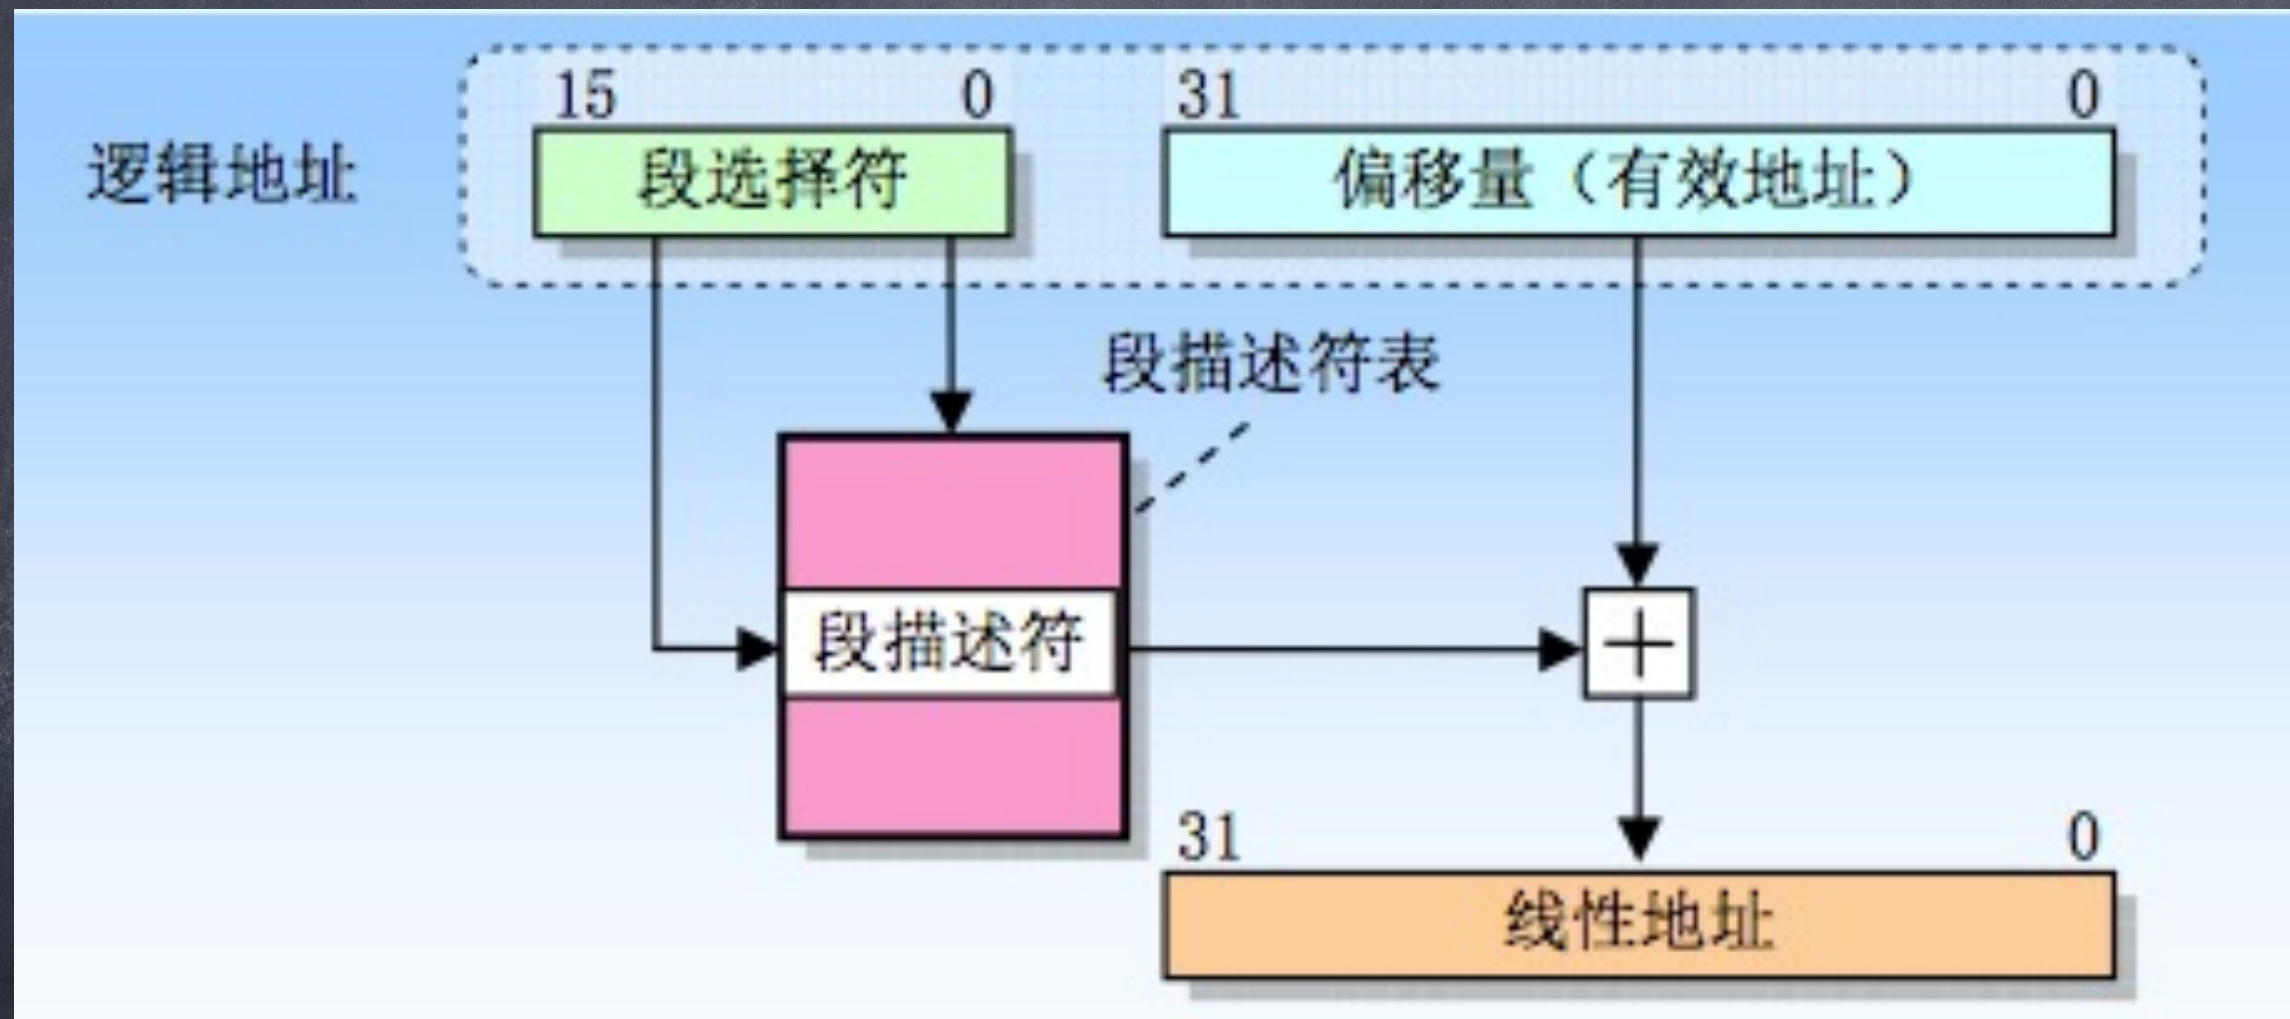 15 0 31 0
逻辑地址
段选择符
偏移量（有效地址）
段描述符表
段描述符
+
31 0
线性地址